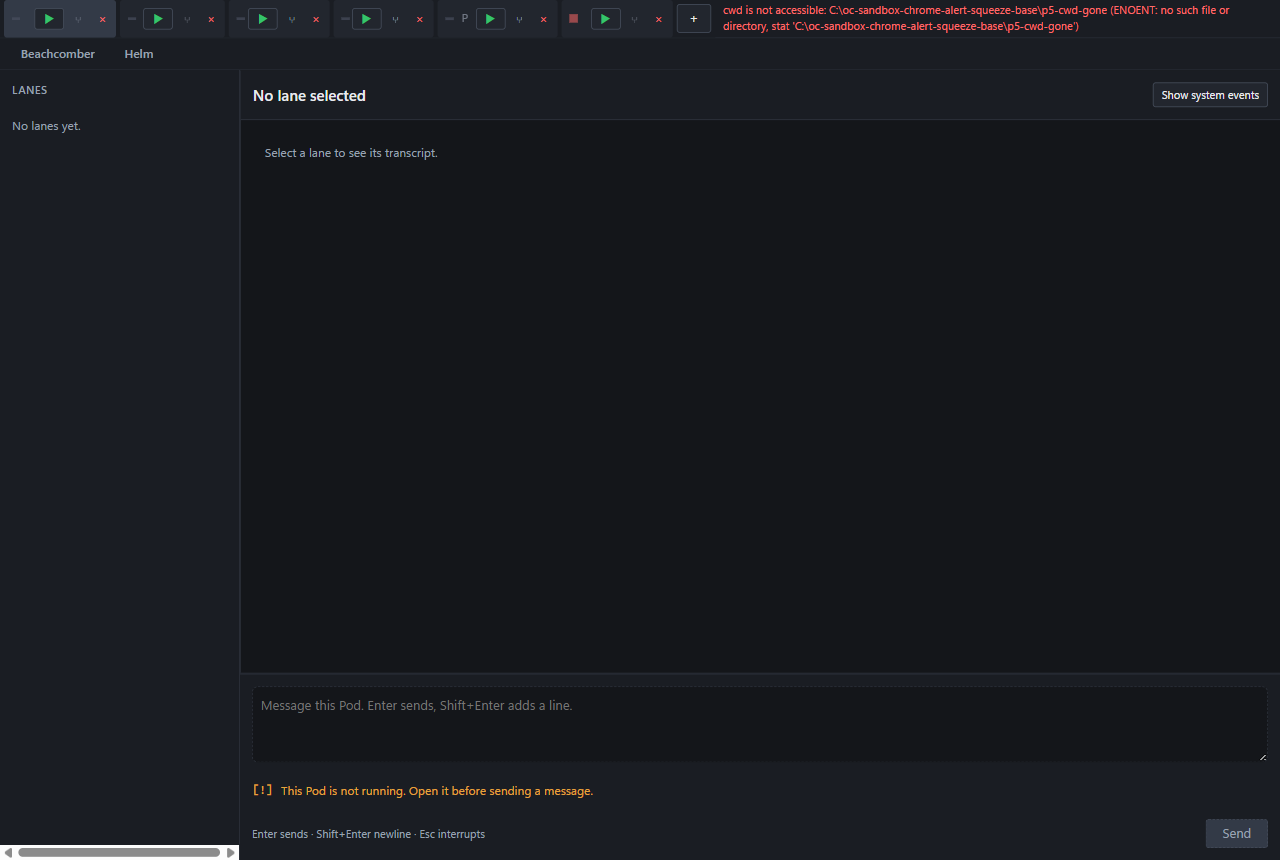 P
+
cwd is not accessible: C:\oc-sandbox-chrome-alert-squeeze-base\p5-cwd-gone (ENOENT: no such file or
directory, stat 'C:\oc-sandbox-chrome-alert-squeeze-base\p5-cwd-gone')
Beachcomber Helm
LANES
No lanes yet.
No lane selected
Show system events
Select a lane to see its transcript.
Message this Pod. Enter sends, Shift+Enter adds a line.
[!] This Pod is not running. Open it before sending a message.
Enter sends · Shift+Enter newline · Esc interrupts
Send